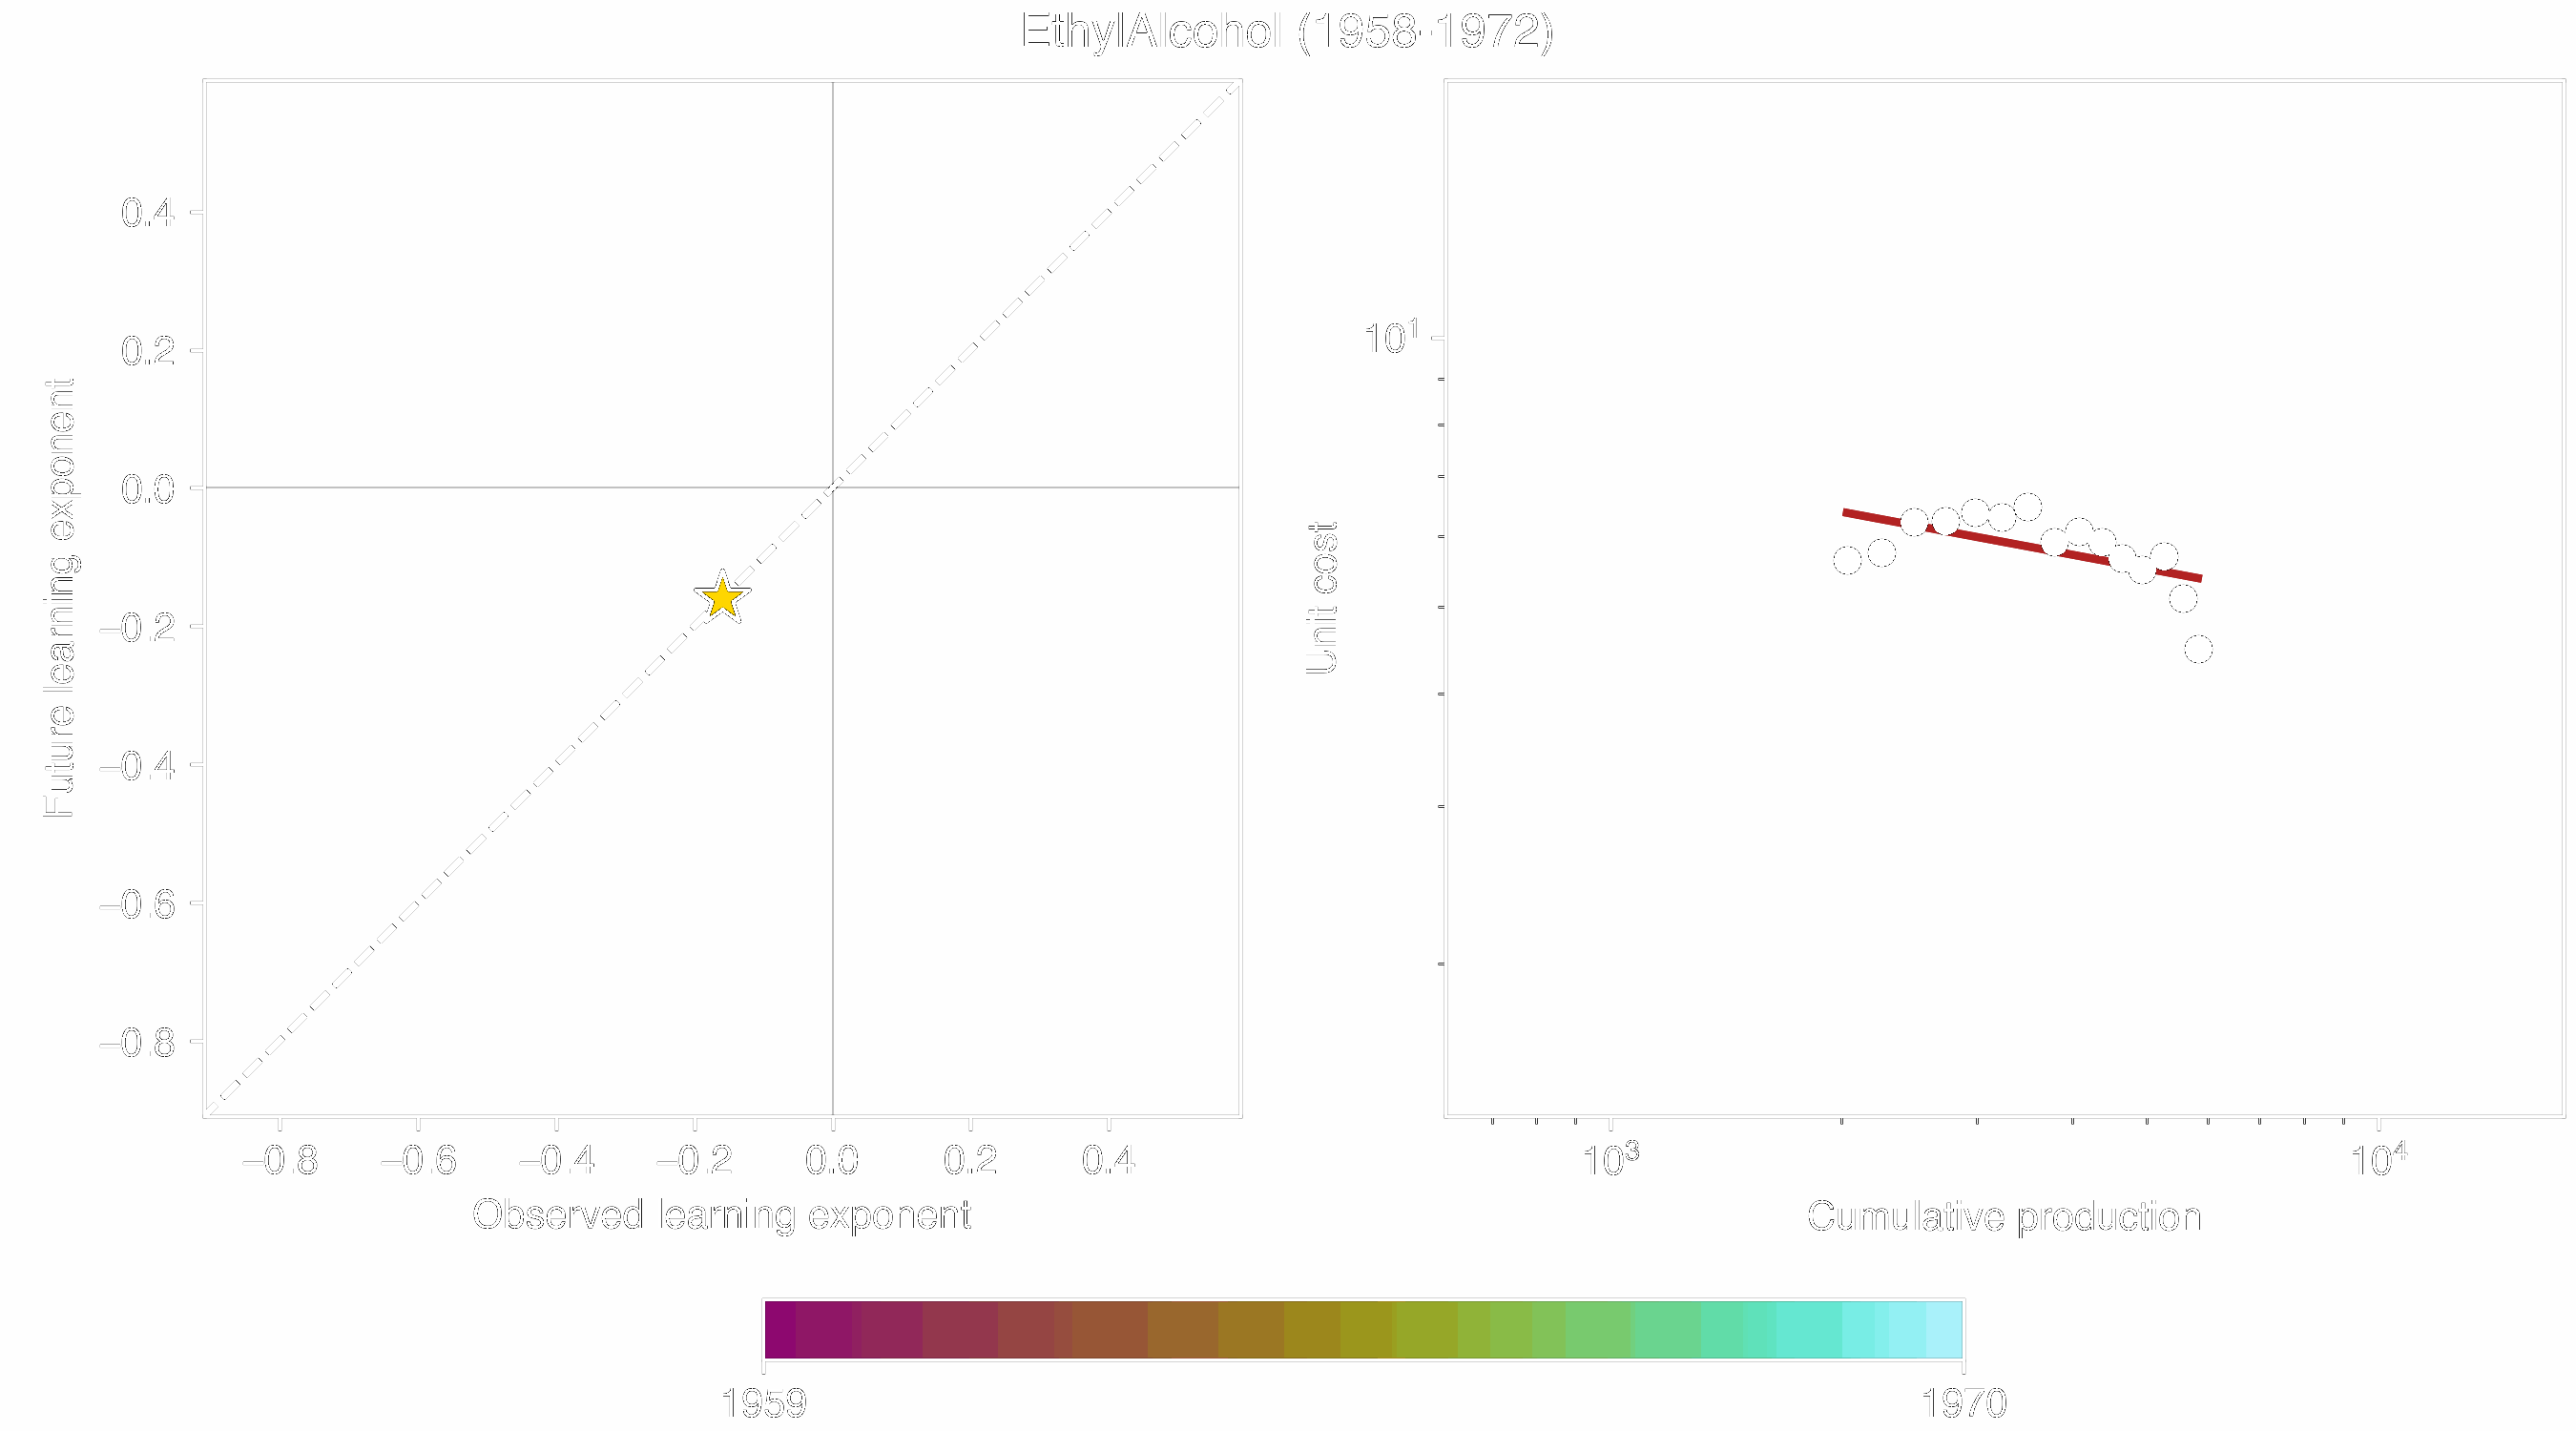 EthylAlcohol (1958-1972)
0.4
0.2
0.0
−0.2
−0.4
−0.6
−0.8
Future learning exponent
−0.8 −0.6 −0.4 −0.2 0.0 0.2 0.4
Observed learning exponent
10¹
Unit cost
10³ 10⁴
Cumulative production
1959 1970